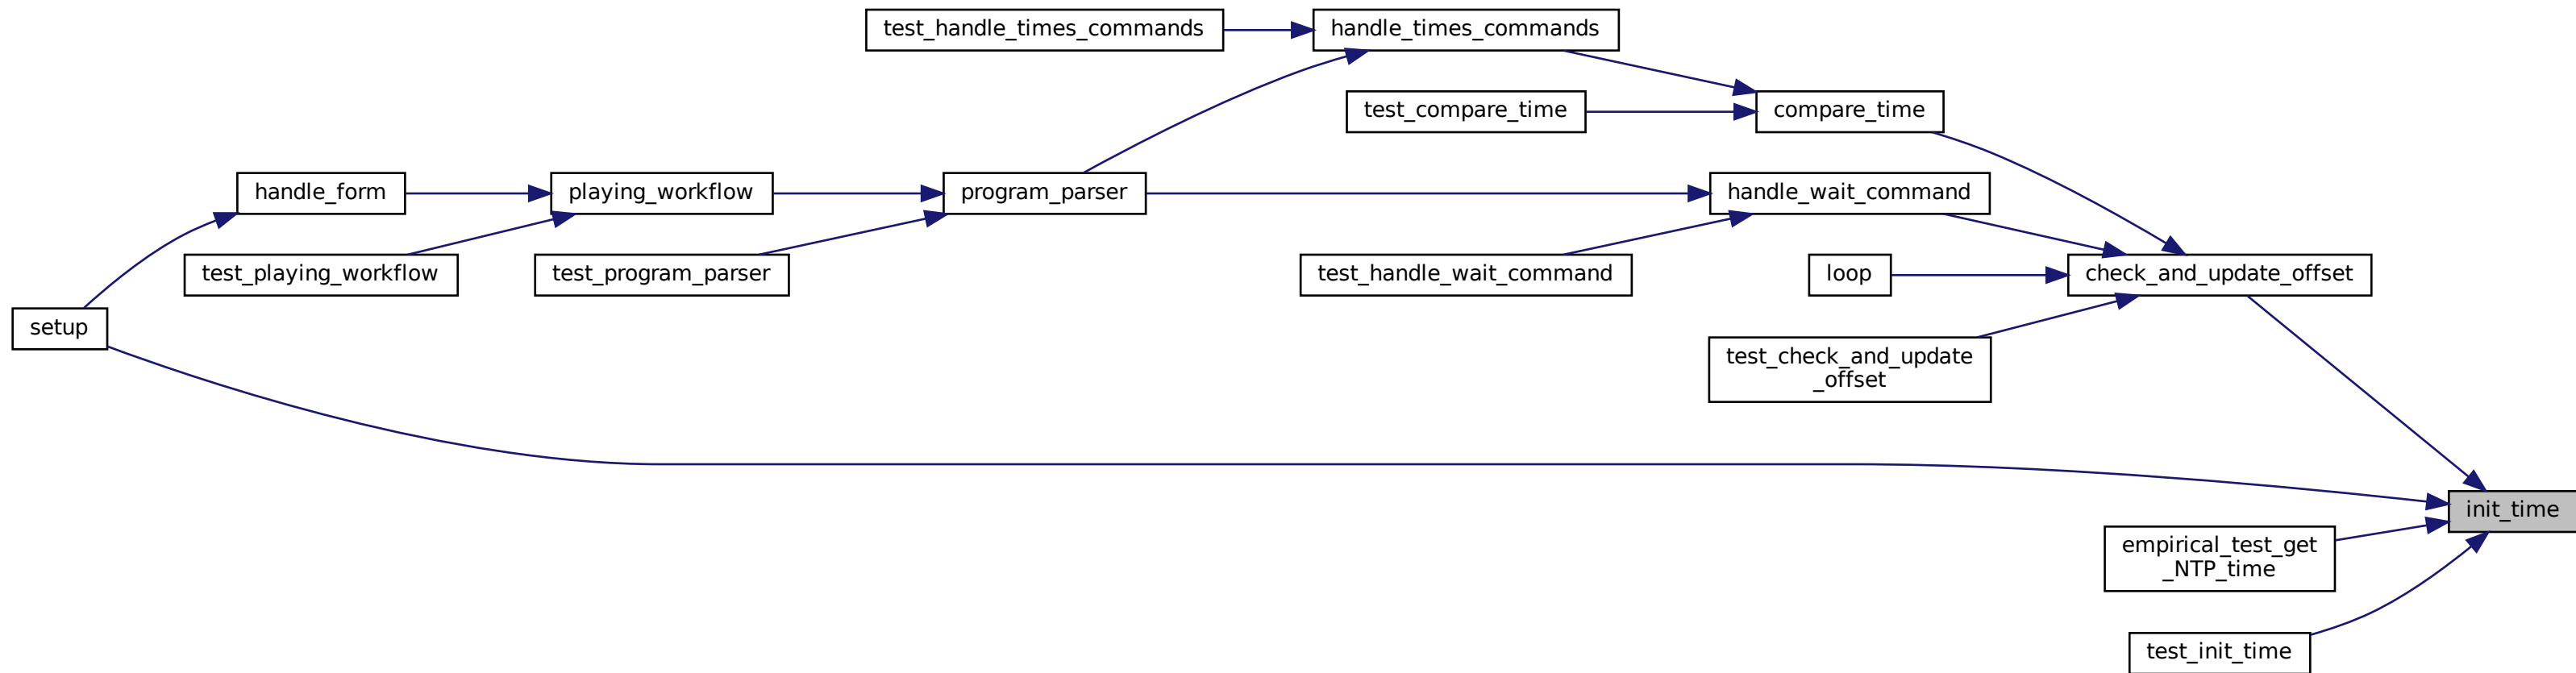 test_handle_times_commands
handle_times_commands
test_compare_time
compare_time
handle_form
playing_workflow
program_parser
handle_wait_command
test_playing_workflow
test_program_parser
test_handle_wait_command
loop
check_and_update_offset
setup
test_check_and_update
_offset
init_time
empirical_test_get
_NTP_time
test_init_time